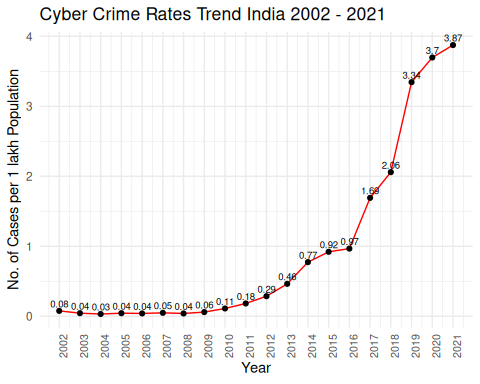 Cyber Crime Rates Trend India 2002 - 2021
No. of Cases per 1 lakh Population
4
3
2
1
0
0.08 0.04 0.03 0.04 0.04 0.05 0.04 0.06 0.11 0.18 0.29 0.46 0.77 0.92 0.97 1.69 2.06 3.34 3.7 3.87
2002 2003 2004 2005 2006 2007 2008 2009 2010 2011 2012 2013 2014 2015 2016 2017 2018 2019 2020 2021
Year